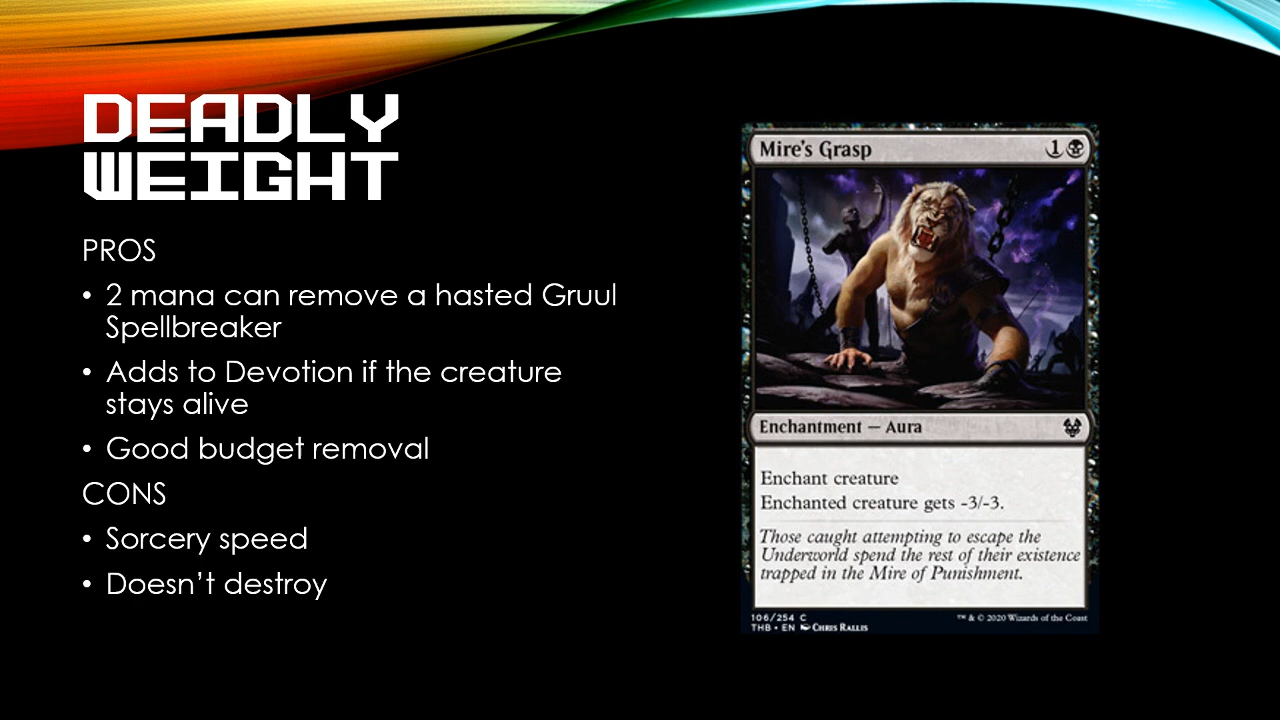 DEADLY
WEIGHT
PROS
• 2 mana can remove a hasted Gruul
Spellbreaker
• Adds to Devotion if the creature
stays alive
• Good budget removal
CONS
• Sorcery speed
• Doesn’t destroy
Mire's Grasp 1
Enchantment — Aura
Enchant creature
Enchanted creature gets -3/-3.
Those caught attempting to escape the
Underworld spend the rest of their existence
trapped in the Mire of Punishment.
106/254 C
THB • EN CHRIS RALLIS
™ & © 2020 Wizards of the Coast